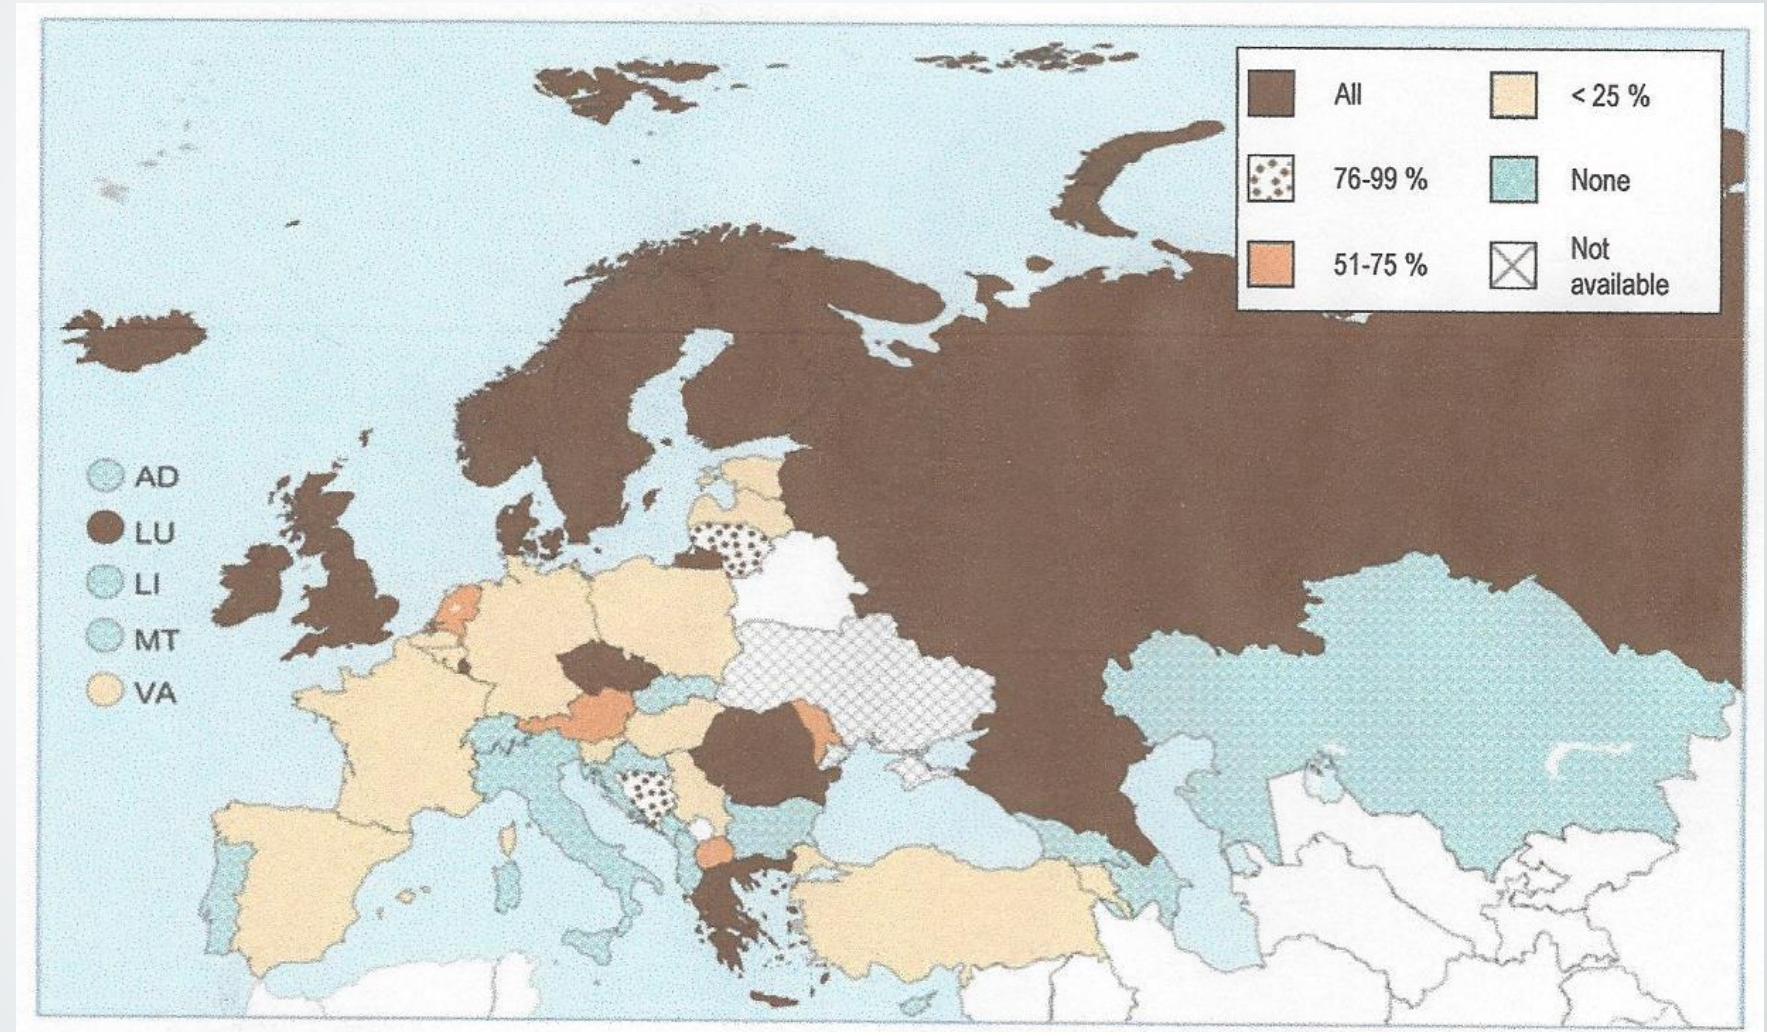 All
< 25 %
76-99 %
None
51-75 %
Not
available
AD
LU
LI
MT
VA